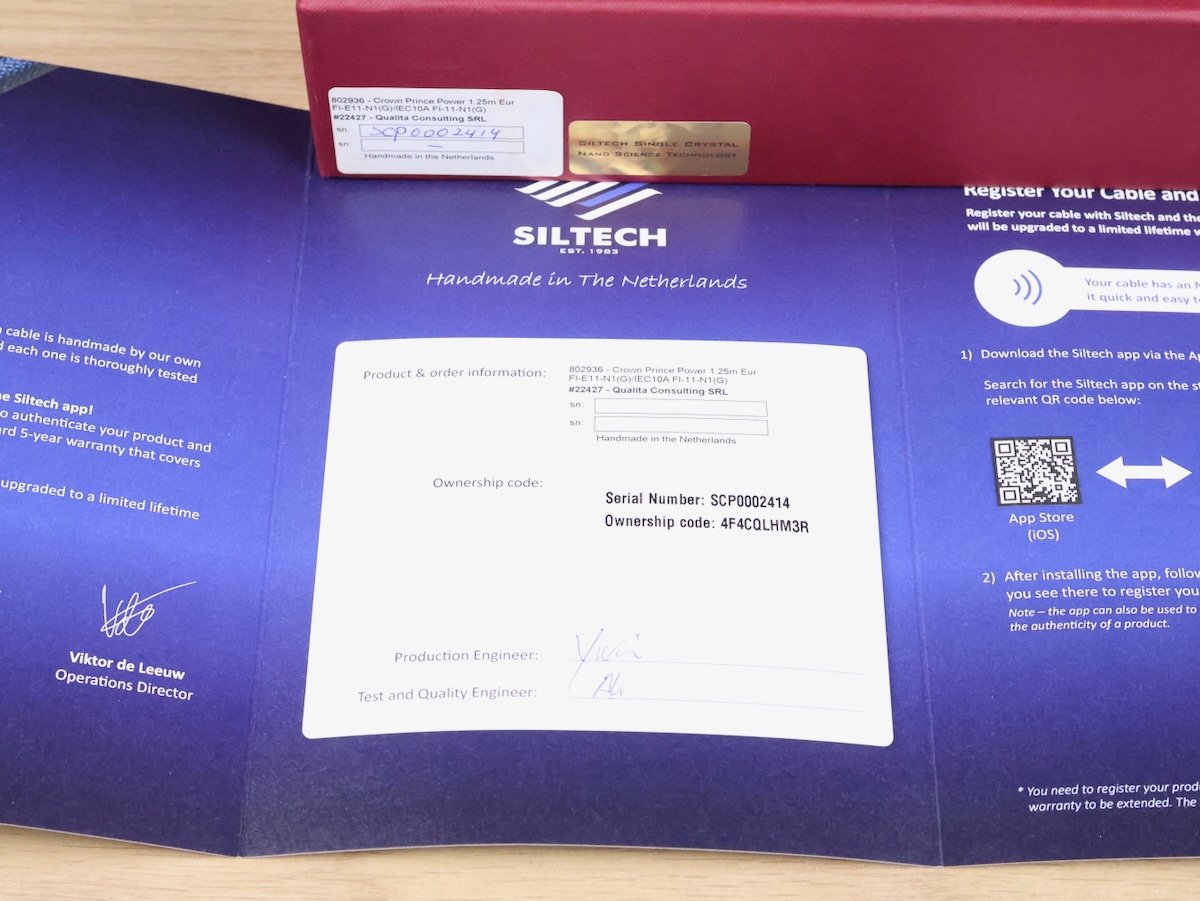 802936 - Crown Prince Power 1.25m Eur
FI-E11-N1(G)/IEC10A FI-11-N1(G)
#22427 - Qualita Consulting SRL
sn: SCP0002414
sn: —
Handmade in the Netherlands
SILTECH SINGLE CRYSTAL
NANO SCIENCE TECHNOLOGY
cable is handmade by our own
each one is thoroughly tested
Siltech app!
to authenticate your product and
5-year warranty that covers
upgraded to a limited lifetime
Viktor de Leeuw
Operations Director
SILTECH
EST. 1983
Handmade in The Netherlands
Product & order information:
802936 - Crown Prince Power 1.25m Eur
FI-E11-N1(G)/IEC10A FI-11-N1(G)
#22427 - Qualita Consulting SRL
sn:
sn:
Handmade in the Netherlands
Ownership code:
Serial Number: SCP0002414
Ownership code: 4F4CQLHM3R
Production Engineer:
Test and Quality Engineer:
Register Your Cable and
Register your cable with Siltech and the
will be upgraded to a limited lifetime
Your cable has an
it quick and easy to
1) Download the Siltech app via the
Search for the Siltech app on the
relevant QR code below:
App Store
(iOS)
2) After installing the app,
you see there to register
Note – the app can also be used to
the authenticity of a product.
* You need to register your
warranty to be extended. The